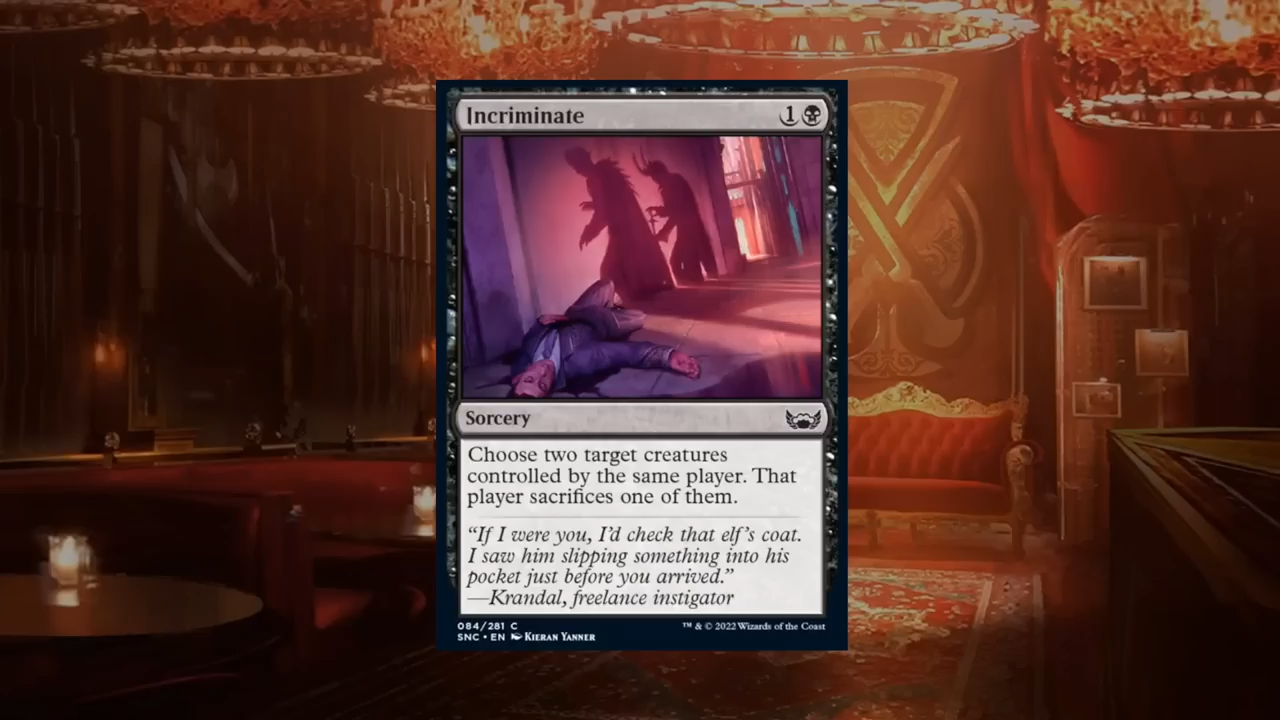 Incriminate 1
Sorcery
Choose two target creatures
controlled by the same player. That
player sacrifices one of them.
“If I were you, I’d check that elf’s coat.
I saw him slipping something into his
pocket just before you arrived.”
—Krandal, freelance instigator
084/281 C
SNC • EN KIERAN YANNER
™ & © 2022 Wizards of the Coast